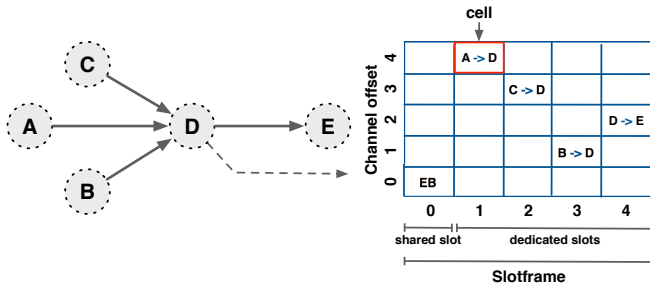 C
A
D
E
B
cell
Channel offset
4
A -> D
3
C -> D
2
D -> E
1
B -> D
0
EB
0 1 2 3 4
shared slot dedicated slots
Slotframe